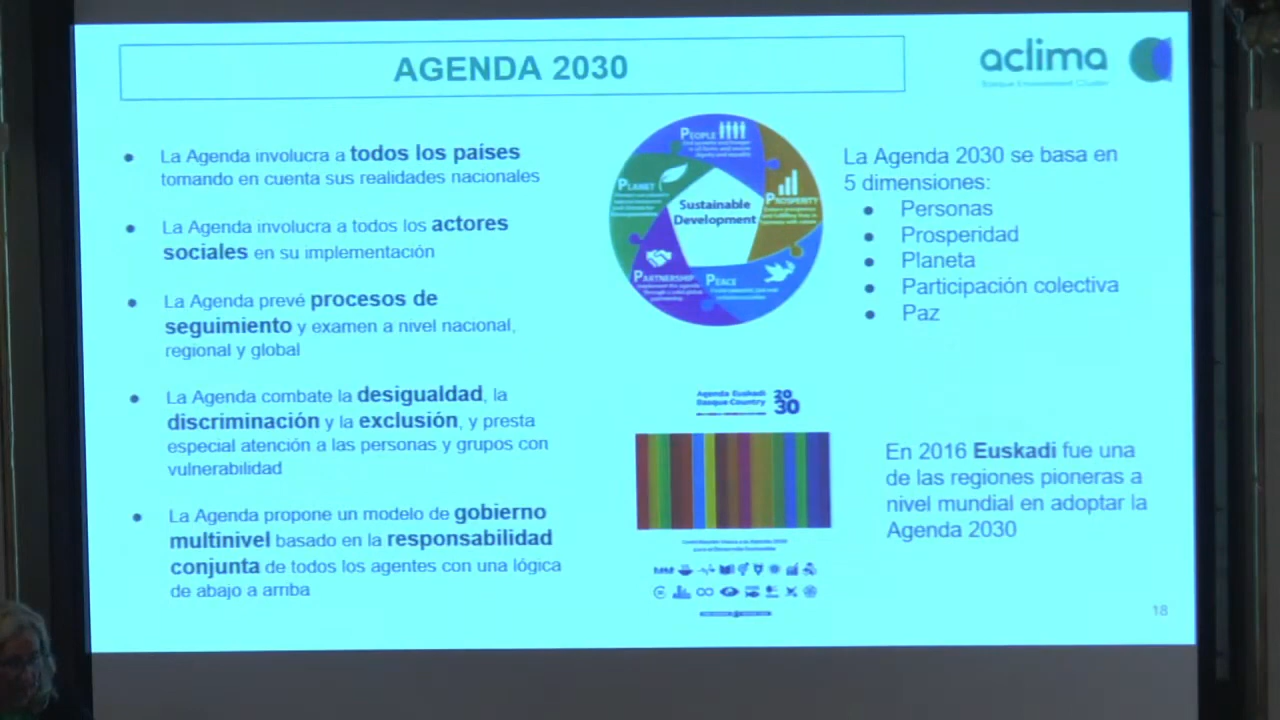 AGENDA 2030
aclima
Basque Environment Cluster
● La Agenda involucra a todos los países
tomando en cuenta sus realidades nacionales
● La Agenda involucra a todos los actores
sociales en su implementación
● La Agenda prevé procesos de
seguimiento y examen a nivel nacional,
regional y global
● La Agenda combate la desigualdad, la
discriminación y la exclusión, y presta
especial atención a las personas y grupos con
vulnerabilidad
● La Agenda propone un modelo de gobierno
multinivel basado en la responsabilidad
conjunta de todos los agentes con una lógica
de abajo a arriba
PEOPLE
PLANET
PROSPERITY
Sustainable
Development
PARTNERSHIP
PEACE
La Agenda 2030 se basa en
5 dimensiones:
● Personas
● Prosperidad
● Planeta
● Participación colectiva
● Paz
Agenda Euskadi
Basque Country
2030
En 2016 Euskadi fue una
de las regiones pioneras a
nivel mundial en adoptar la
Agenda 2030
18